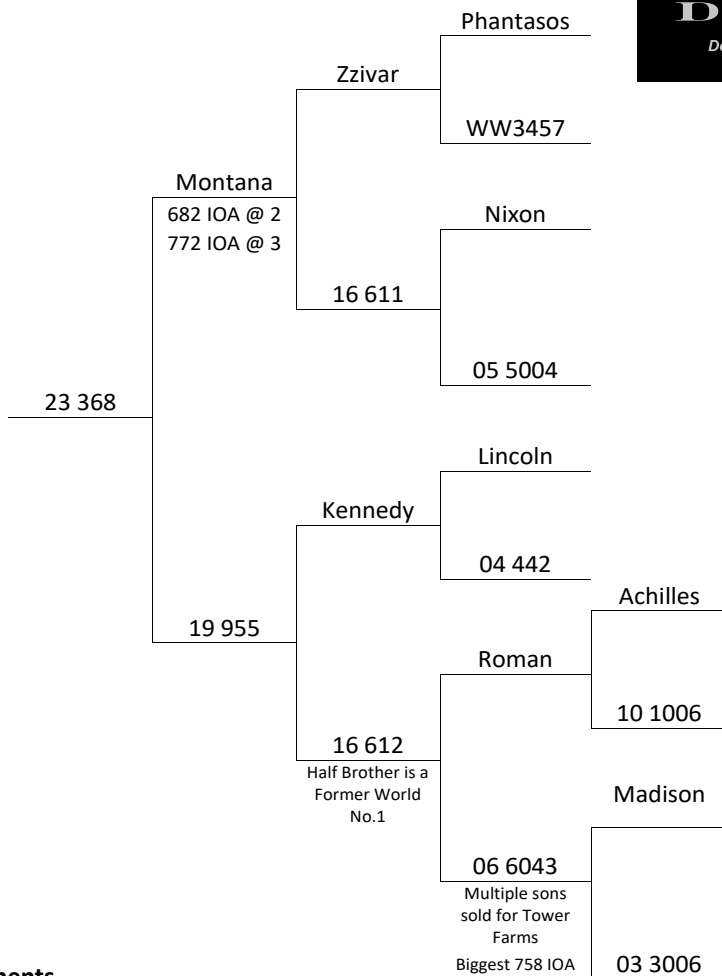 D
De
Phantasos
Zzivar
WW3457
Montana
682 IOA @ 2
772 IOA @ 3
Nixon
16 611
05 5004
23 368
Lincoln
Kennedy
04 442
Achilles
19 955
Roman
10 1006
16 612
Half Brother is a
Former World
No.1
Madison
06 6043
Multiple sons
sold for Tower
Farms
Biggest 758 IOA
03 3006